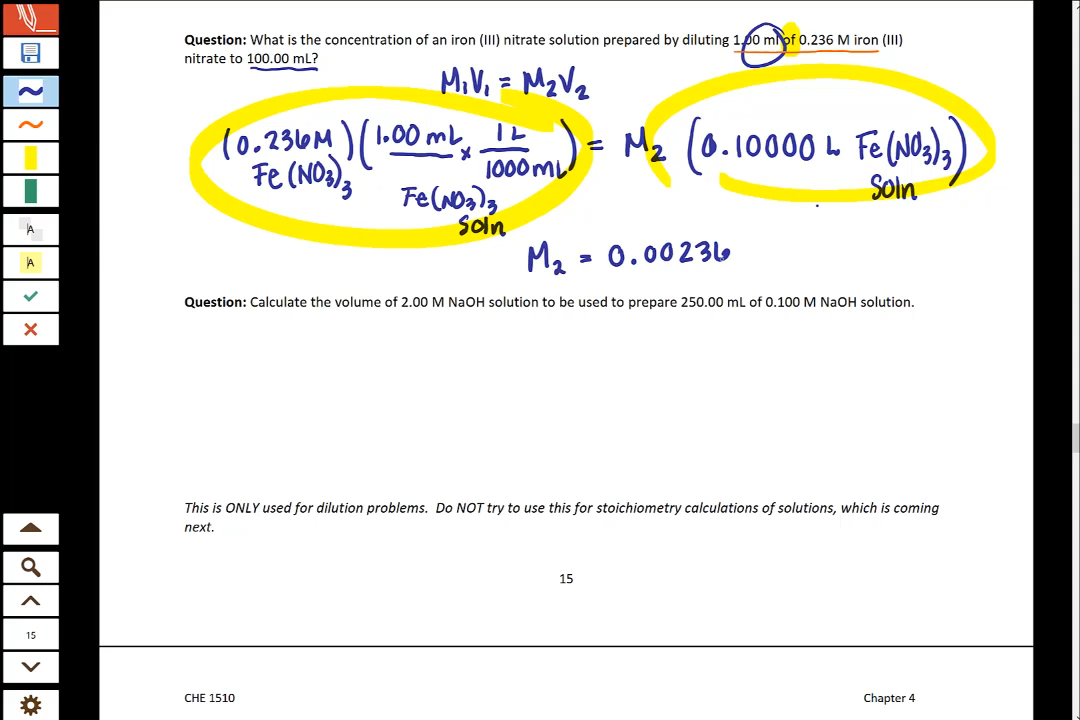 Question: What is the concentration of an iron (III) nitrate solution prepared by diluting 1.00 ml of 0.236 M iron (III)
nitrate to 100.00 mL?
M₁V₁ = M₂V₂
(0.236M) (1.00 mL x 1 L / 1000 mL) = M₂ (0.10000 L Fe(NO₃)₃)
Fe(NO₃)₃
Fe(NO₃)₃
Soln
Soln
M₂ = 0.00236
Question: Calculate the volume of 2.00 M NaOH solution to be used to prepare 250.00 mL of 0.100 M NaOH solution.
This is ONLY used for dilution problems.  Do NOT try to use this for stoichiometry calculations of solutions, which is coming
next.
15
CHE 1510
Chapter 4
A
A
15